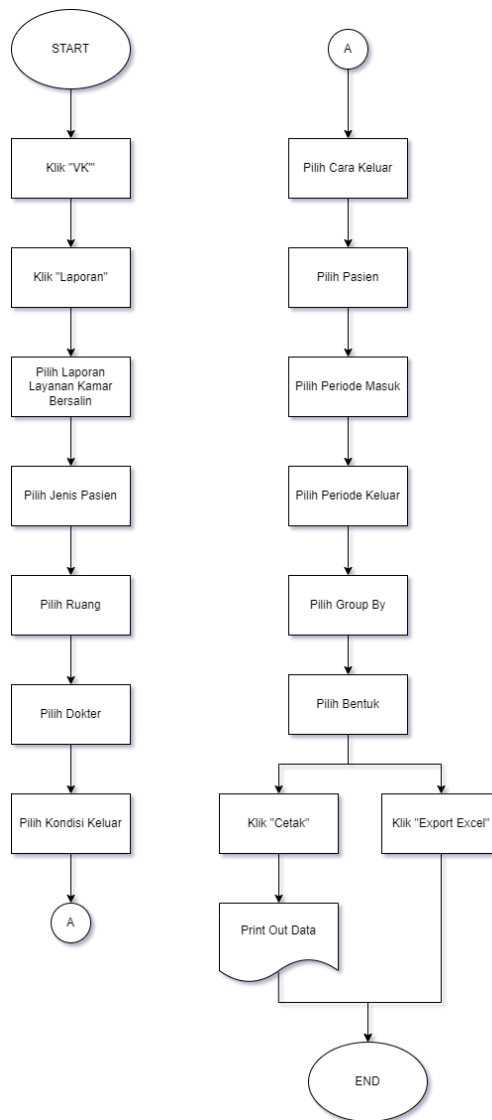 START
Klik "VK"'
Klik "Laporan"
Pilih Laporan
Layanan Kamar
Bersalin
Pilih Jenis Pasien
Pilih Ruang
Pilih Dokter
Pilih Kondisi Keluar
A
A
Pilih Cara Keluar
Pilih Pasien
Pilih Periode Masuk
Pilih Periode Keluar
Pilih Group By
Pilih Bentuk
Klik "Cetak"
Klik "Export Excel"
Print Out Data
END